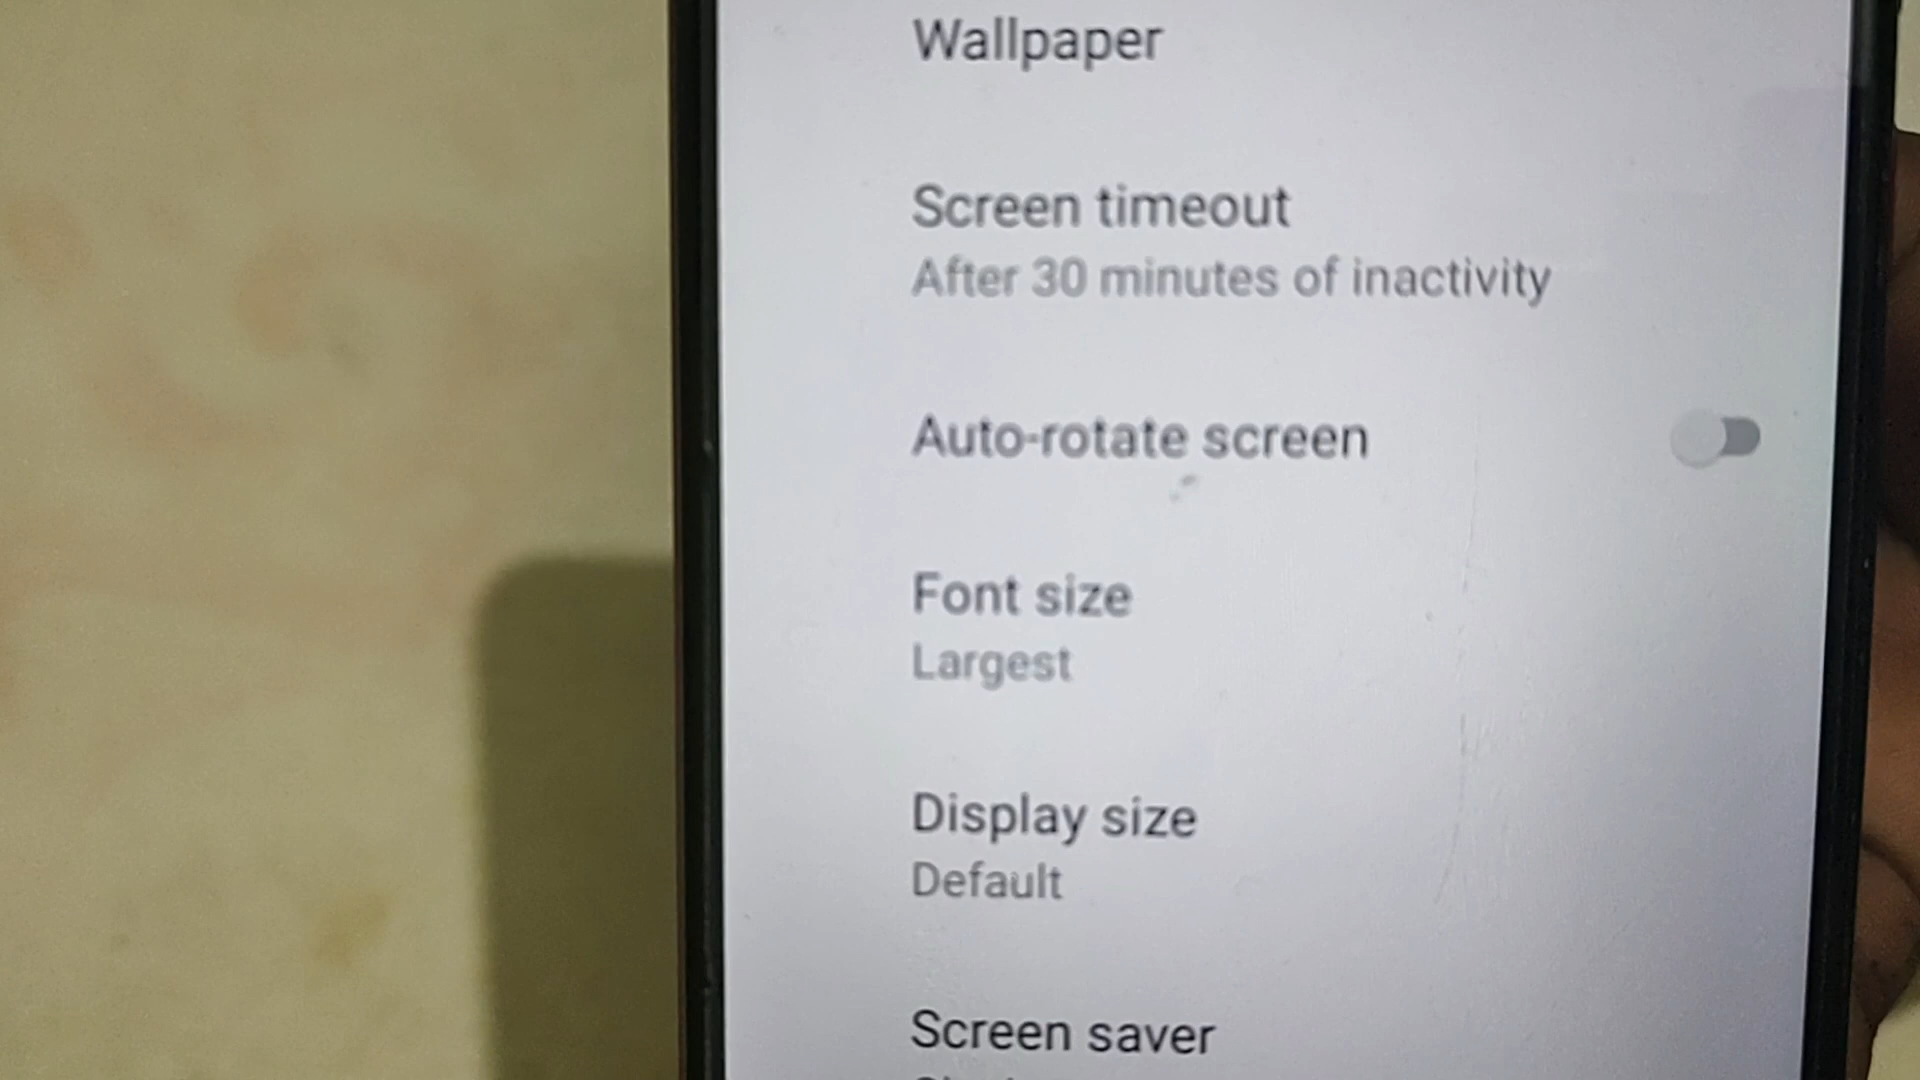 Wallpaper
Screen timeout
After 30 minutes of inactivity
Auto-rotate screen
Font size
Largest
Display size
Default
Screen saver